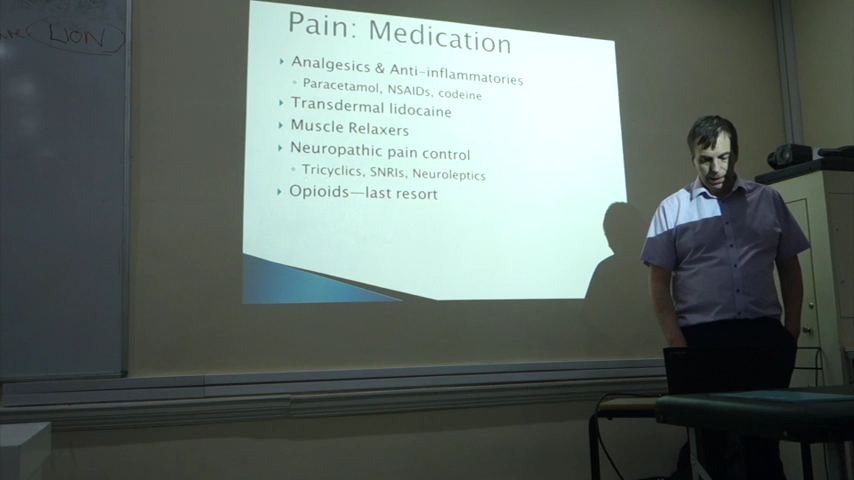 LION
Pain: Medication
Analgesics & Anti-inflammatories
Paracetamol, NSAIDs, codeine
Transdermal lidocaine
Muscle Relaxers
Neuropathic pain control
Tricyclics, SNRIs, Neuroleptics
Opioids—last resort